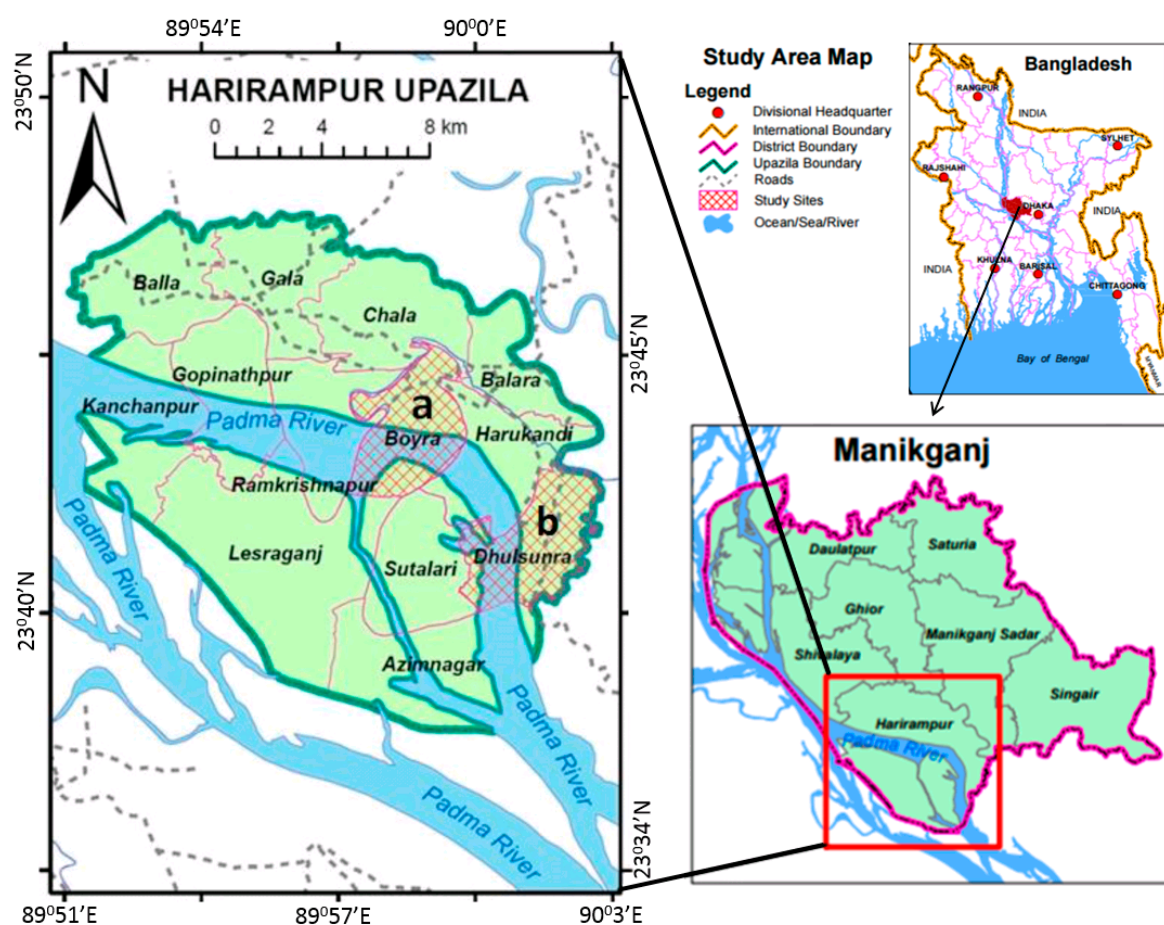 89⁰54'E
90⁰0'E
23⁰50'N
N
HARIRAMPUR UPAZILA
0 2 4 8 km
Balla
Gala
Chala
23⁰45'N
Gopinathpur
Balara
Kanchanpur
Padma River
a
Boyra
Harukandi
Ramkrishnapur
b
Padma River
Lesraganj
Sutalari
Dhulsunra
23⁰40'N
Azimnagar
Padma River
Padma River
23⁰34'N
89⁰51'E
89⁰57'E
90⁰3'E
Study Area Map
Legend
Divisional Headquarter
International Boundary
District Boundary
Upazila Boundary
Roads
Study Sites
Ocean/Sea/River
Bangladesh
RANGPUR
INDIA
SYLHET
RAJSHAHI
DHAKA
INDIA
KHULNA
BARISAL
INDIA
CHITTAGONG
Bay of Bengal
MYANMAR
Manikganj
Daulatpur
Saturia
Ghior
Manikganj Sadar
Shivalaya
Singair
Harirampur
Padma River